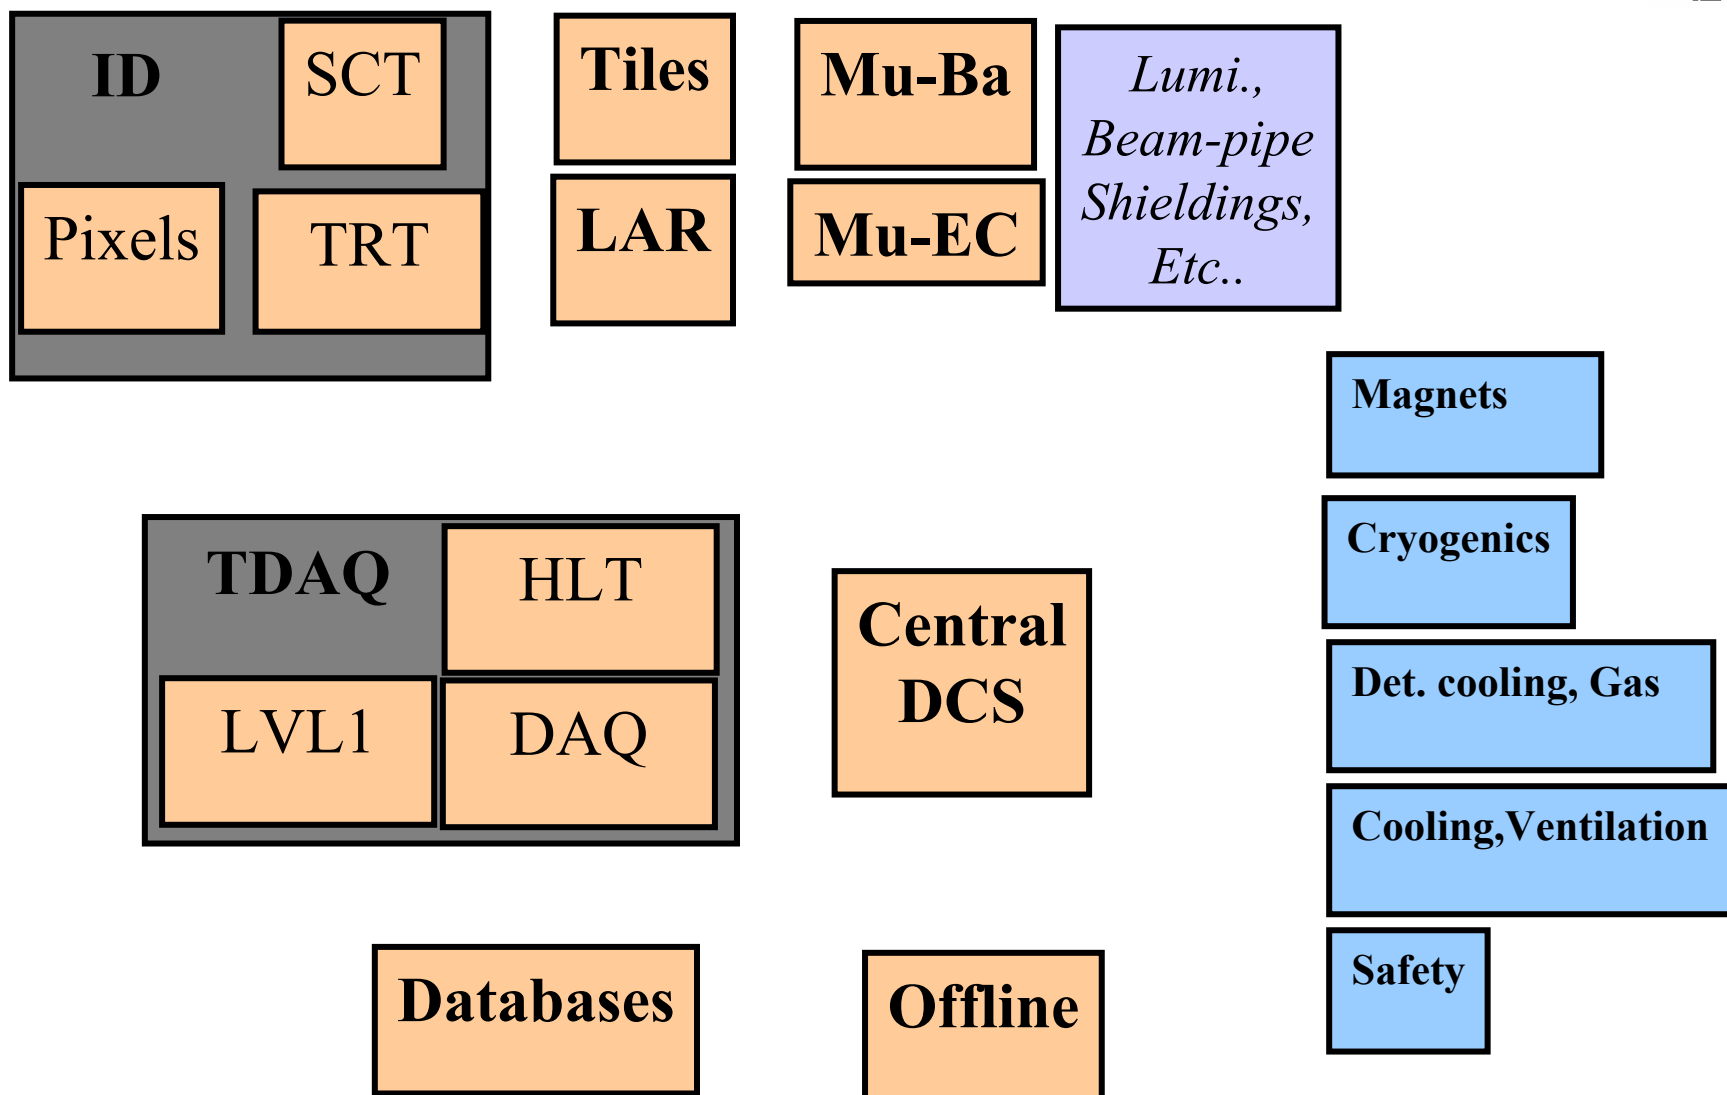 ID
SCT
Pixels
TRT
Tiles
LAR
Mu-Ba
Mu-EC
Lumi.,
Beam-pipe
Shieldings,
Etc..
Magnets
Cryogenics
Det. cooling, Gas
Cooling,Ventilation
Safety
TDAQ
HLT
LVL1
DAQ
Central
DCS
Databases
Offline